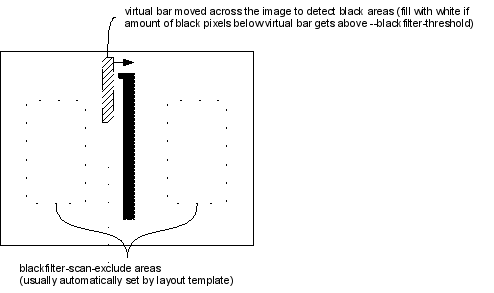 virtual bar moved across the image to detect black areas (fill with white if
amount of black pixels below virtual bar gets above --blackfilter-threshold)
blackfilter-scan-exclude areas
(usually automatically set by layout template)